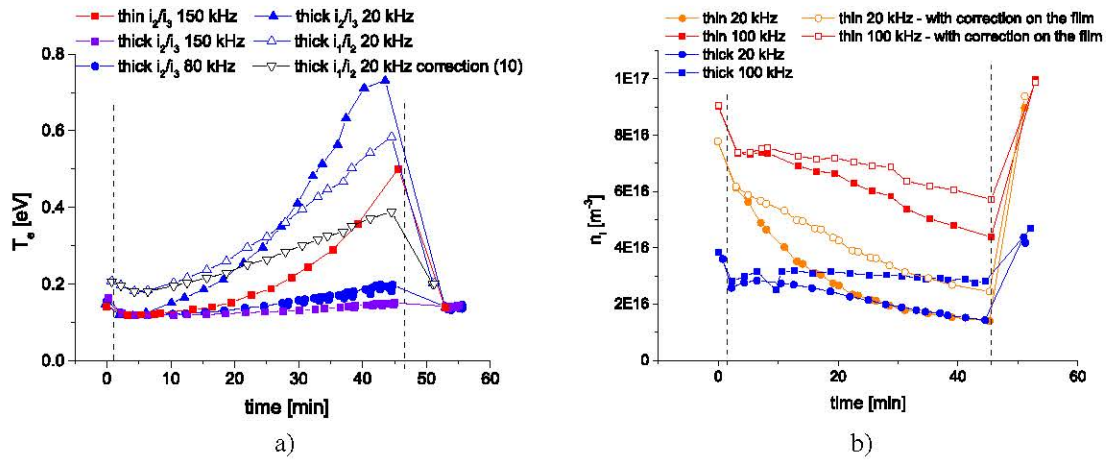 thin i₂/i₃ 150 kHz
thick i₂/i₃ 20 kHz
thick i₂/i₃ 150 kHz
thick i₁/i₂ 20 kHz
thick i₂/i₃ 80 kHz
thick i₁/i₂ 20 kHz correction (10)
0.8
0.6
0.4
0.2
0.0
Tₑ [eV]
0 10 20 30 40 50 60
time [min]
a)
thin 20 kHz
thin 20 kHz - with correction on the film
thin 100 kHz
thin 100 kHz - with correction on the film
thick 20 kHz
thick 100 kHz
1E17
8E16
6E16
4E16
2E16
0
nᵢ [m⁻³]
0 20 40 60
time [min]
b)